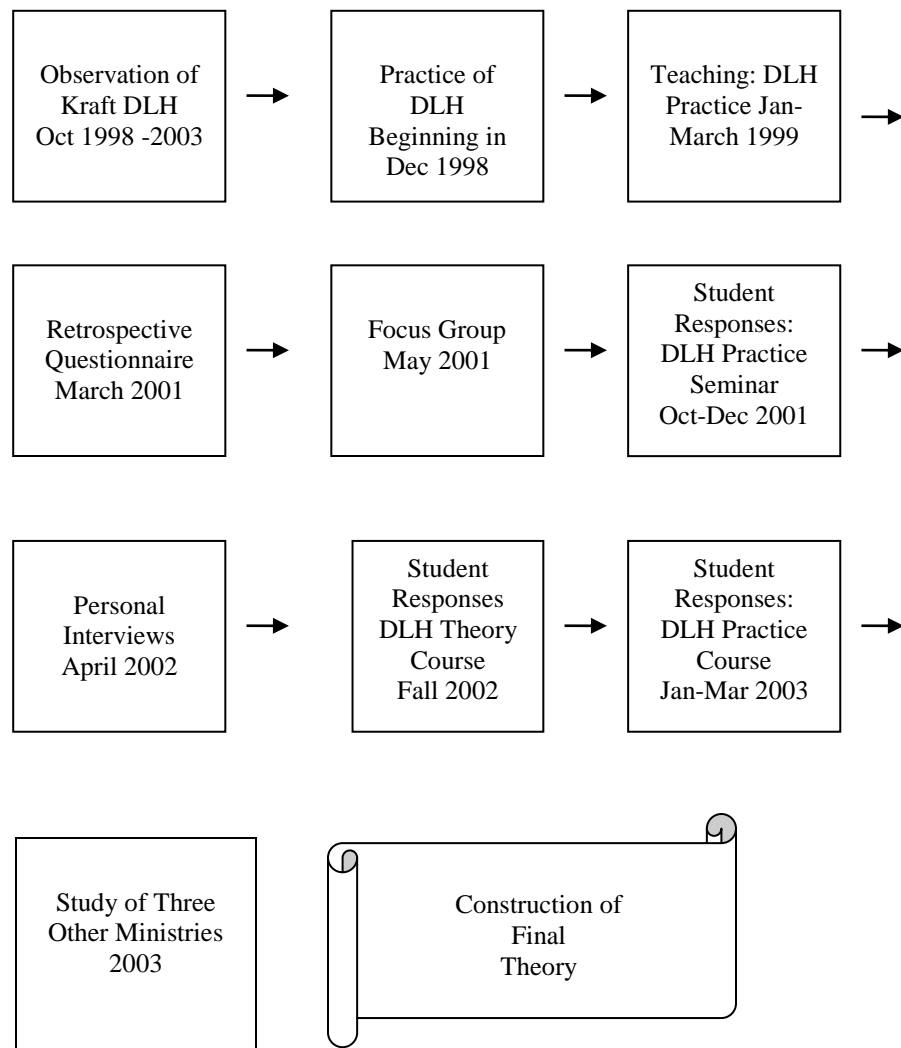 Observation of
Kraft DLH
Oct 1998 -2003
Practice of
DLH
Beginning in
Dec 1998
Teaching: DLH
Practice Jan-
March 1999
Retrospective
Questionnaire
March 2001
Focus Group
May 2001
Student
Responses:
DLH Practice
Seminar
Oct-Dec 2001
Personal
Interviews
April 2002
Student
Responses
DLH Theory
Course
Fall 2002
Student
Responses:
DLH Practice
Course
Jan-Mar 2003
Study of Three
Other Ministries
2003
Construction of
Final
Theory